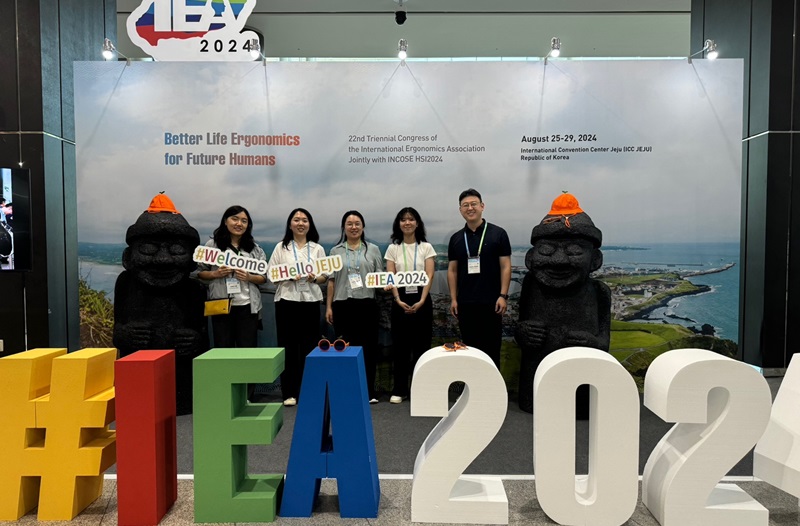 IEA
2024
Better Life Ergonomics
for Future Humans
22nd Triennial Congress of
the International Ergonomics Association
Jointly with INCOSE HSI2024
August 25-29, 2024
International Convention Center Jeju (ICC JEJU)
Republic of Korea
#Welcome
#Hello JEJU
#IEA 2024
#IEA2024